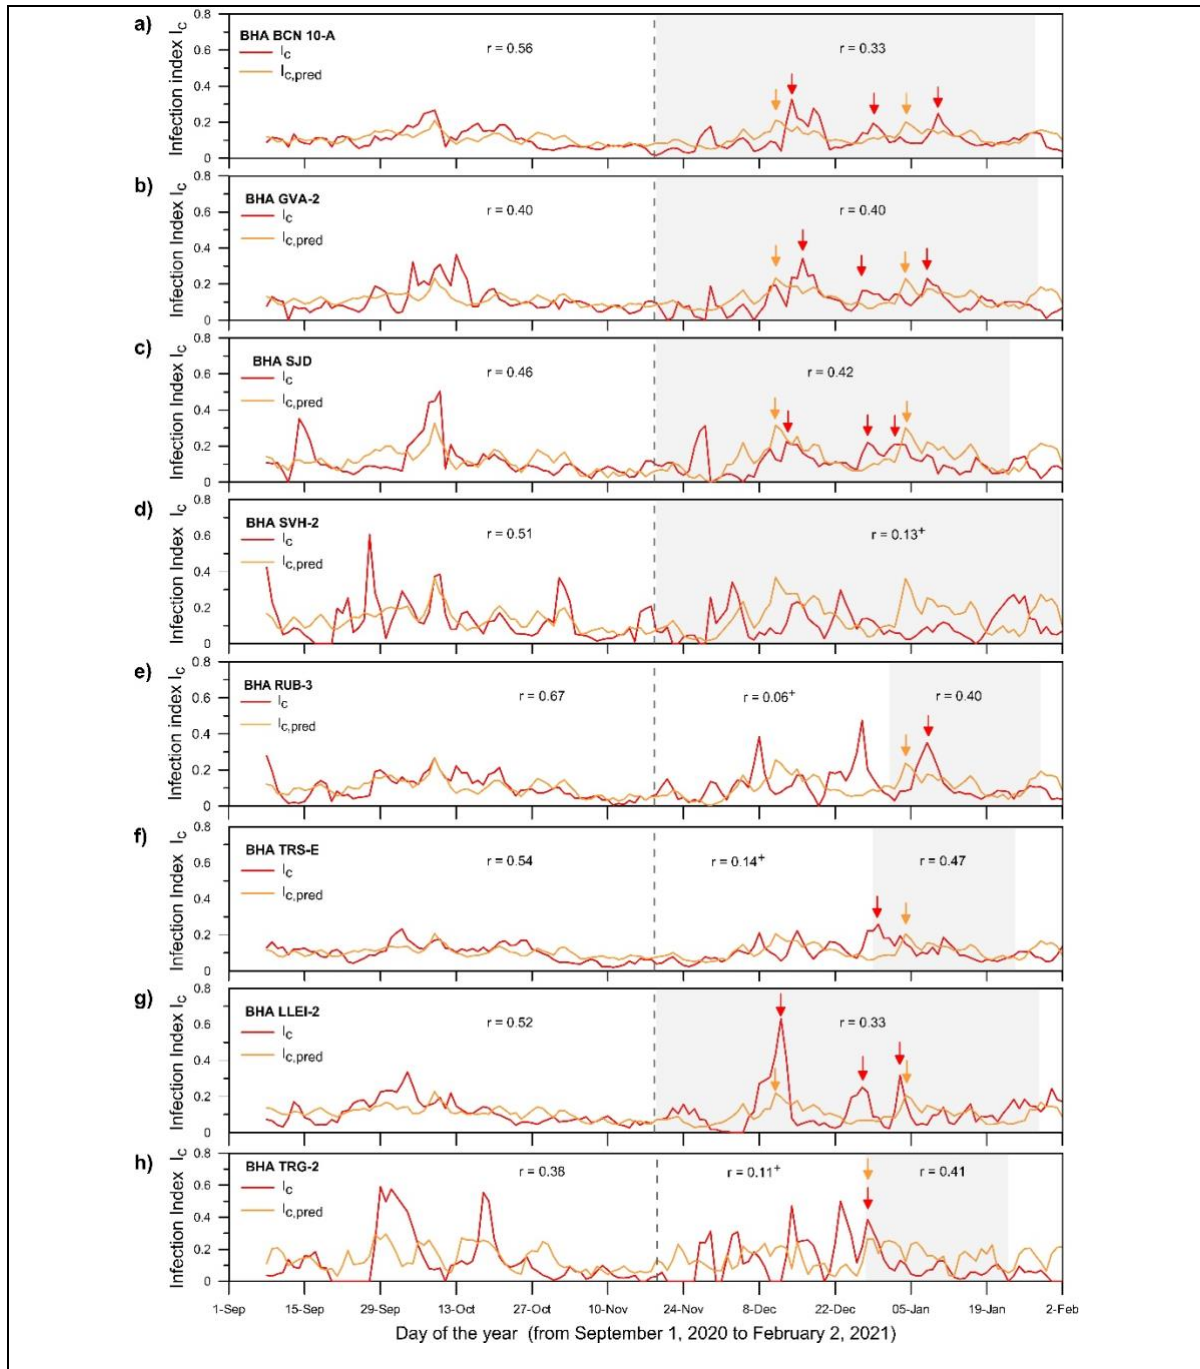 a)
Infection index Ic
0.8
0.6
0.4
0.2
0
BHA BCN 10-A
Ic
Ic,pred
r = 0.56
r = 0.33
b)
Infection Index Ic
0.8
0.6
0.4
0.2
0
BHA GVA-2
Ic
Ic,pred
r = 0.40
r = 0.40
c)
Infection Index Ic
0.8
0.6
0.4
0.2
0
BHA SJD
Ic
Ic,pred
r = 0.46
r = 0.42
d)
Infection Index Ic
0.8
0.6
0.4
0.2
0
BHA SVH-2
Ic
Ic,pred
r = 0.51
r = 0.13+
e)
Infection index Ic
0.8
0.6
0.4
0.2
0
BHA RUB-3
Ic
Ic,pred
r = 0.67
r = 0.06+
r = 0.40
f)
Infection Index Ic
0.8
0.6
0.4
0.2
0
BHA TRS-E
Ic
Ic,pred
r = 0.54
r = 0.14+
r = 0.47
g)
Infection Index Ic
0.8
0.6
0.4
0.2
0
BHA LLEI-2
Ic
Ic,pred
r = 0.52
r = 0.33
h)
Infection Index Ic
0.8
0.6
0.4
0.2
0
BHA TRG-2
Ic
Ic,pred
r = 0.38
r = 0.11+
r = 0.41
1-Sep 15-Sep 29-Sep 13-Oct 27-Oct 10-Nov 24-Nov 8-Dec 22-Dec 05-Jan 19-Jan 2-Feb
Day of the year (from September 1, 2020 to February 2, 2021)